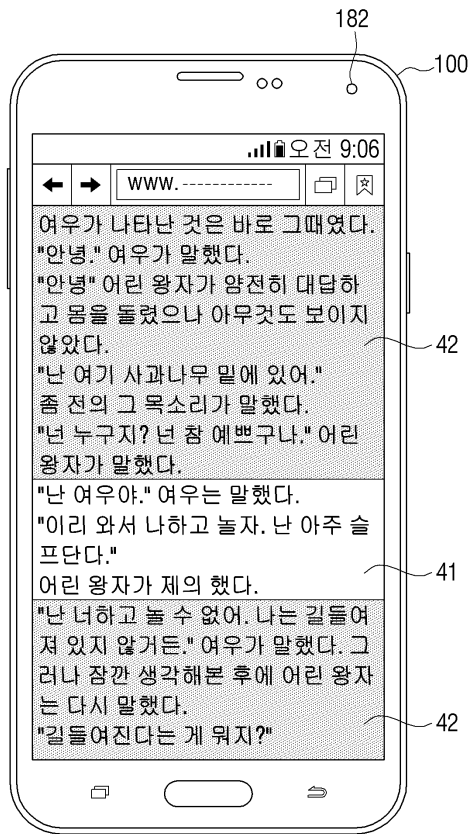 182
100
오전 9:06
www.------------
여우가 나타난 것은 바로 그때였다.
"안녕." 여우가 말했다.
"안녕" 어린 왕자가 얌전히 대답하
고 몸을 돌렸으나 아무것도 보이지
않았다.
"난 여기 사과나무 밑에 있어."
좀 전의 그 목소리가 말했다.
"넌 누구지? 넌 참 예쁘구나." 어린
왕자가 말했다.
42
"난 여우야." 여우는 말했다.
"이리 와서 나하고 놀자. 난 아주 슬
프단다."
어린 왕자가 제의 했다.
41
"난 너하고 놀 수 없어. 나는 길들여
져 있지 않거든." 여우가 말했다. 그
러나 잠깐 생각해본 후에 어린 왕자
는 다시 말했다.
"길들여진다는 게 뭐지?"
42